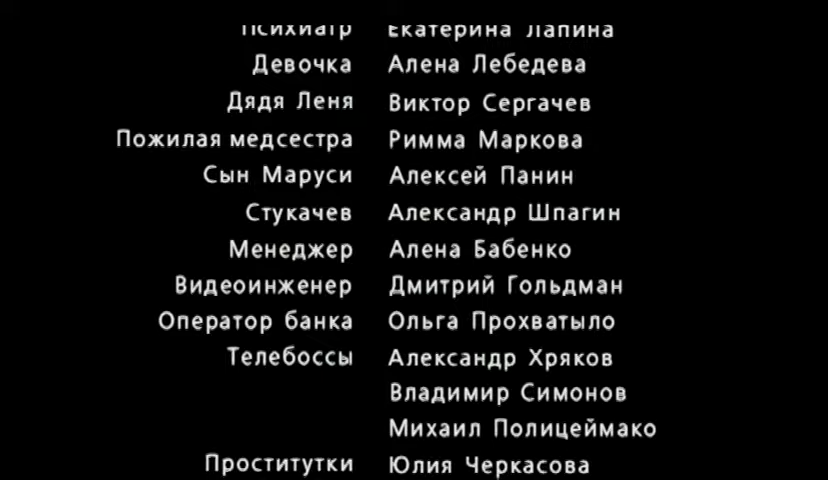 Психиатр Екатерина Лапина
Девочка Алена Лебедева
Дядя Леня Виктор Сергачев
Пожилая медсестра Римма Маркова
Сын Маруси Алексей Панин
Стукачев Александр Шпагин
Менеджер Алена Бабенко
Видеоинженер Дмитрий Гольдман
Оператор банка Ольга Прохватыло
Телебоссы Александр Хряков
Владимир Симонов
Михаил Полицеймако
Проститутки Юлия Черкасова